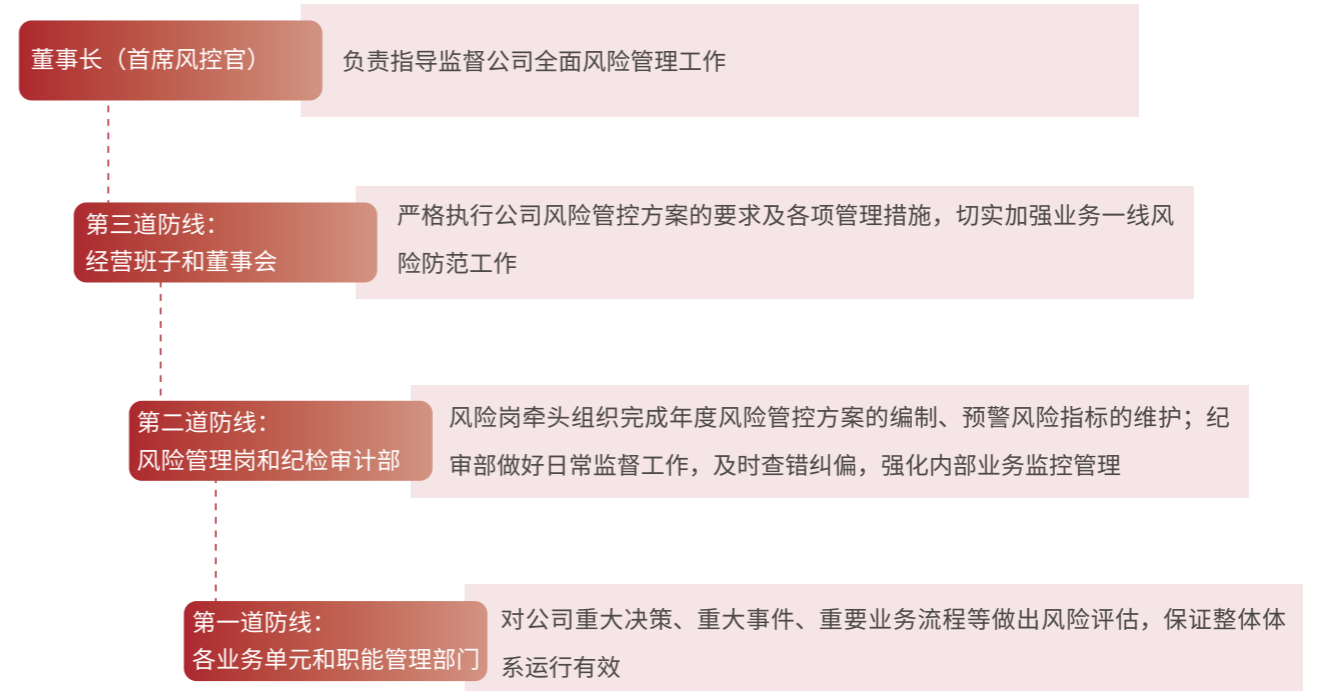 董事长（首席风控官）
负责指导监督公司全面风险管理工作
第三道防线：
经营班子和董事会
严格执行公司风险管控方案的要求及各项管理措施，切实加强业务一线风
险防范工作
第二道防线：
风险管理岗和纪检审计部
风险岗牵头组织完成年度风险管控方案的编制、预警风险指标的维护；纪
审部做好日常监督工作，及时查错纠偏，强化内部业务监控管理
第一道防线：
各业务单元和职能管理部门
对公司重大决策、重大事件、重要业务流程等做出风险评估，保证整体体
系运行有效